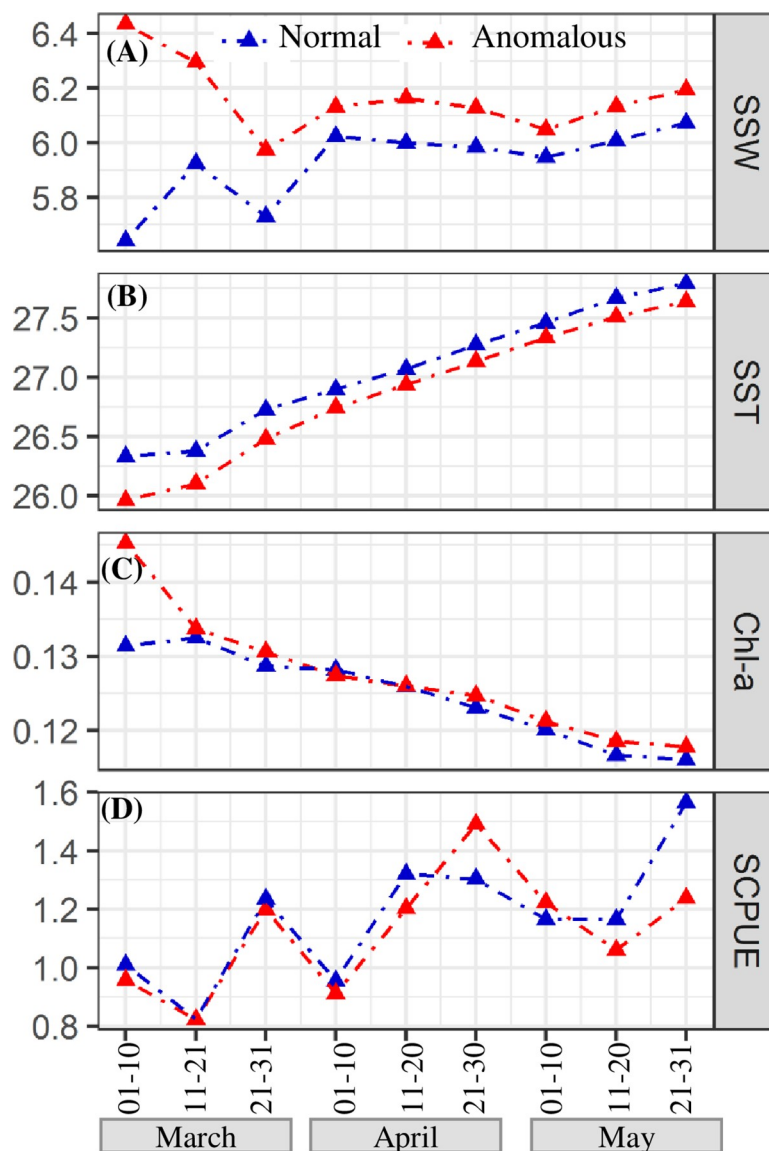 (A) Normal Anomalous
6.4
6.2
6.0
5.8
SSW
(B)
27.5
27.0
26.5
26.0
SST
(C)
0.14
0.13
0.12
Chl-a
(D)
1.6
1.4
1.2
1.0
0.8
SCPUE
01-10 11-21 21-31 01-10 11-20 21-30 01-10 11-20 21-31
March April May